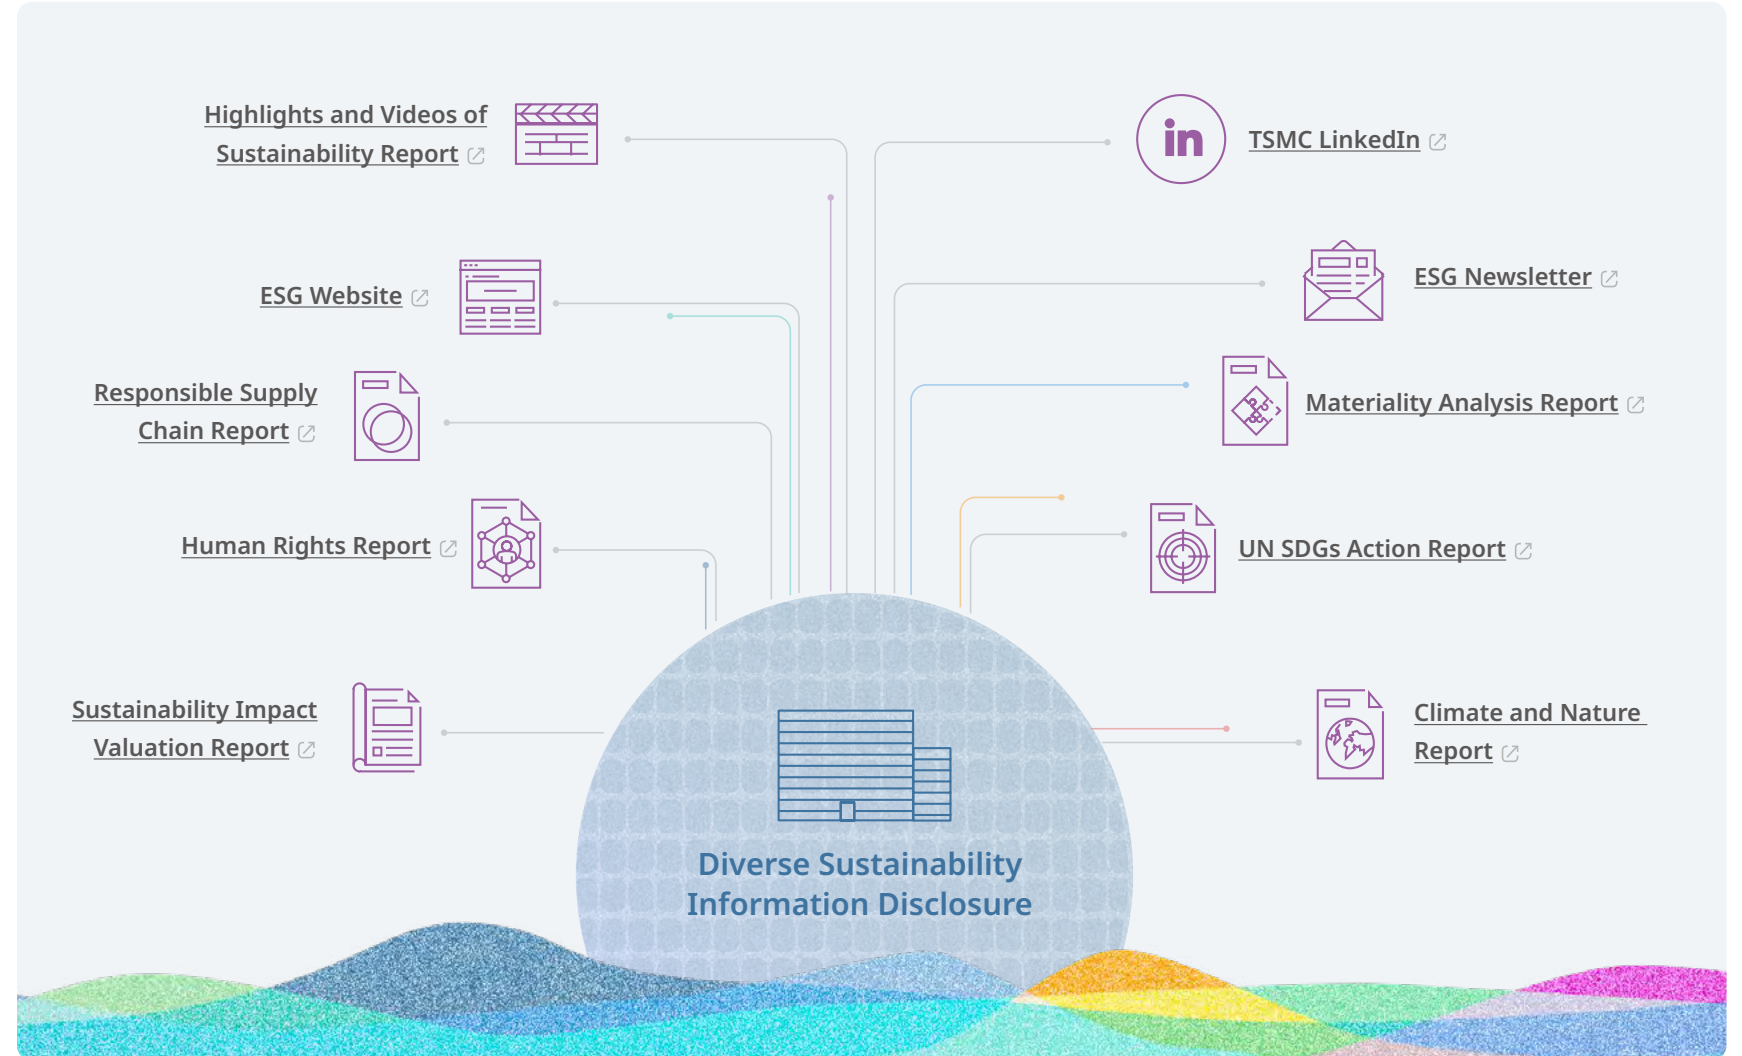 Highlights and Videos of
Sustainability Report
ESG Website
Responsible Supply
Chain Report
Human Rights Report
Sustainability Impact
Valuation Report
in
TSMC LinkedIn
ESG Newsletter
Materiality Analysis Report
UN SDGs Action Report
Climate and Nature
Report
Diverse Sustainability
Information Disclosure